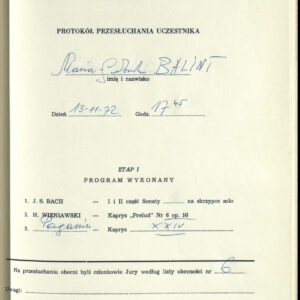 PROTOKÓŁ PRZESŁUCHANIA UCZESTNIKA
Maria BALINT
imię i nazwisko
Dzień 13-11-72 Godz. 17.45
ETAP I
PROGRAM WYKONANY
1. J. S. BACH — I i II część Sonaty na skrzypce solo
2. H. WIENIAWSKI — Kaprys „Prelud" Nr 6 op. 10
3. Paganini — Kaprys XXIV
Na przesłuchaniu obecni byli członkowie Jury według listy obecności nr 6
Uwagi: